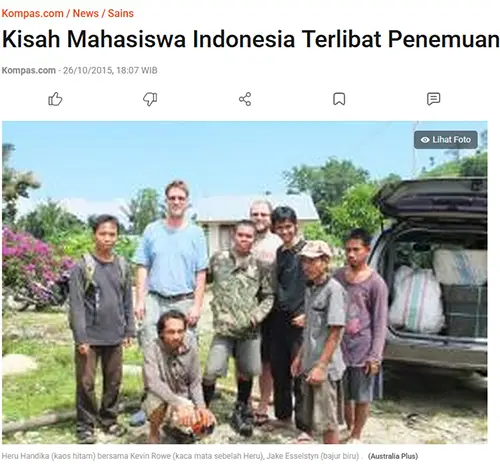 Kompas.com / News / Sains
Kisah Mahasiswa Indonesia Terlibat Penemuan
Kompas.com - 26/10/2015, 18:07 WIB
Lihat Foto
Heru Handika (kaos hitam) bersama Kevin Rowe (kaca mata sebelah Heru), Jake Esselstyn (bajur biru) . (Australia Plus)